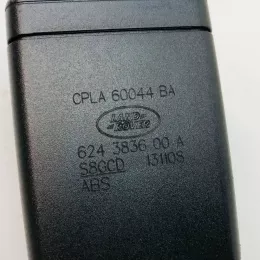 CPLA 60044 BA
LAND
ROVER
624 3836 00 A
S8GCD 131108
ABS